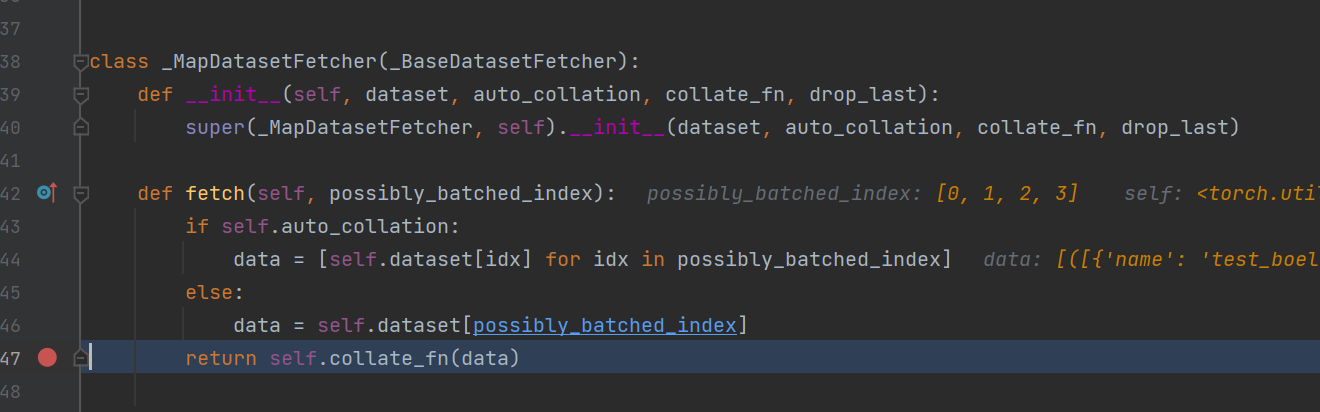 37
38 class _MapDatasetFetcher(_BaseDatasetFetcher):
39 def __init__(self, dataset, auto_collation, collate_fn, drop_last):
40 super(_MapDatasetFetcher, self).__init__(dataset, auto_collation, collate_fn, drop_last)
41
42 def fetch(self, possibly_batched_index): possibly_batched_index: [0, 1, 2, 3] self: <torch.util
43 if self.auto_collation:
44 data = [self.dataset[idx] for idx in possibly_batched_index] data: [([{'name': 'test_boel
45 else:
46 data = self.dataset[possibly_batched_index]
47 return self.collate_fn(data)
48